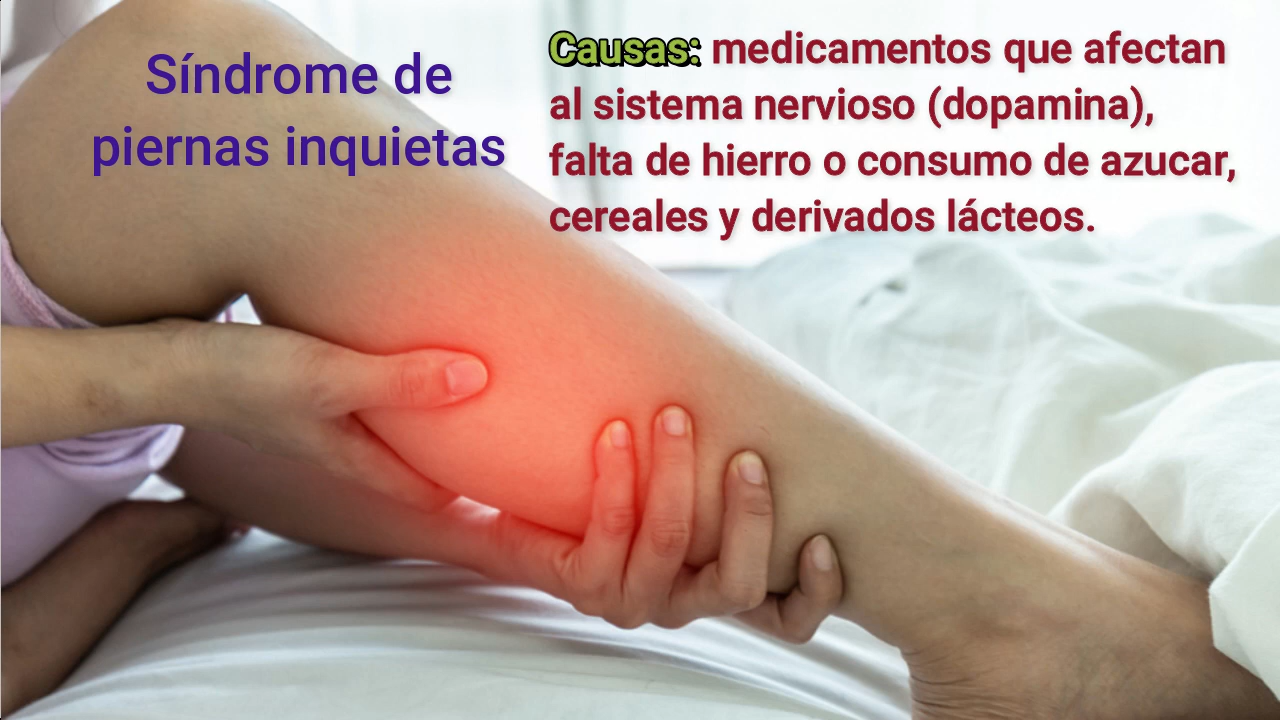 Síndrome de
piernas inquietas
Causas: medicamentos que afectan
al sistema nervioso (dopamina),
falta de hierro o consumo de azucar,
cereales y derivados lácteos.